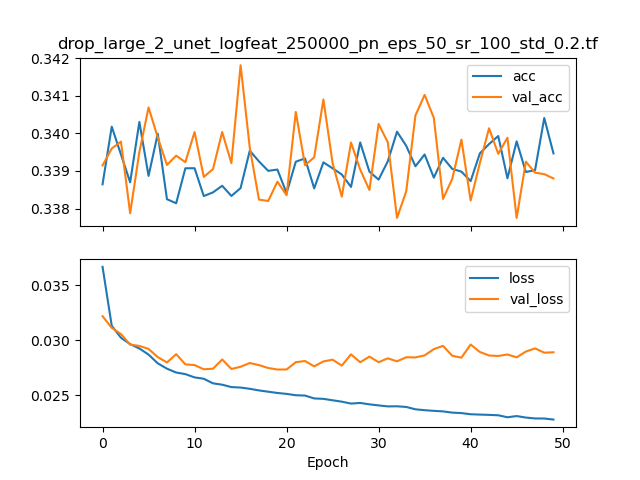 drop_large_2_unet_logfeat_250000_pn_eps_50_sr_100_std_0.2.tf
0.342
0.341
0.340
0.339
0.338
acc
val_acc
0.035
0.030
0.025
loss
val_loss
0 10 20 30 40 50
Epoch